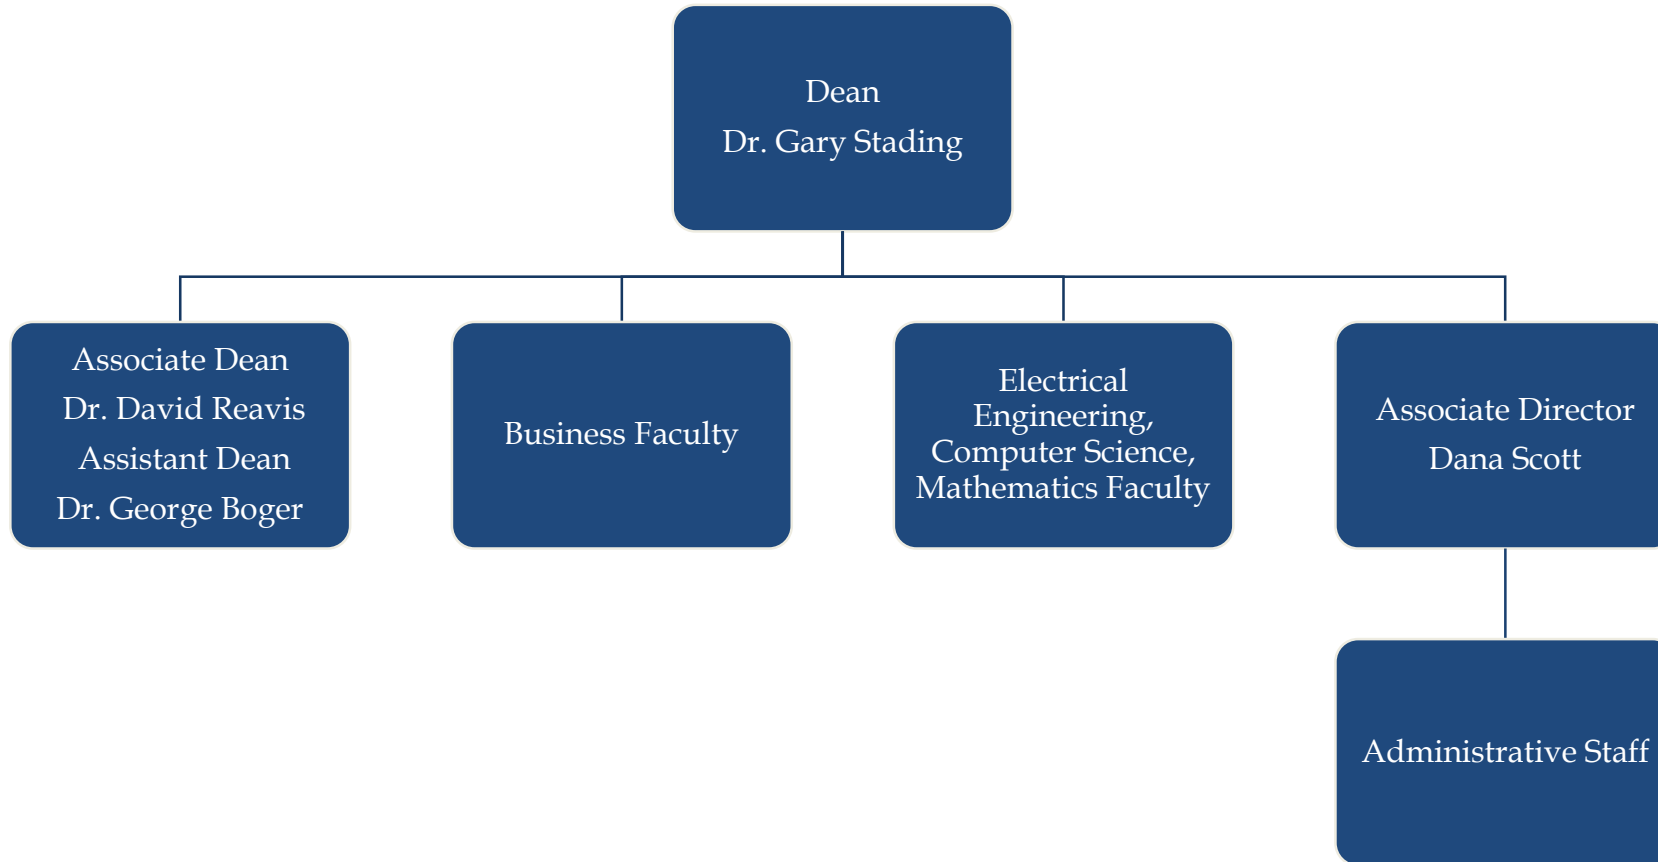 Dean
Dr. Gary Stading
Associate Dean
Dr. David Reavis
Assistant Dean
Dr. George Boger
Business Faculty
Electrical
Engineering,
Computer Science,
Mathematics Faculty
Associate Director
Dana Scott
Administrative Staff